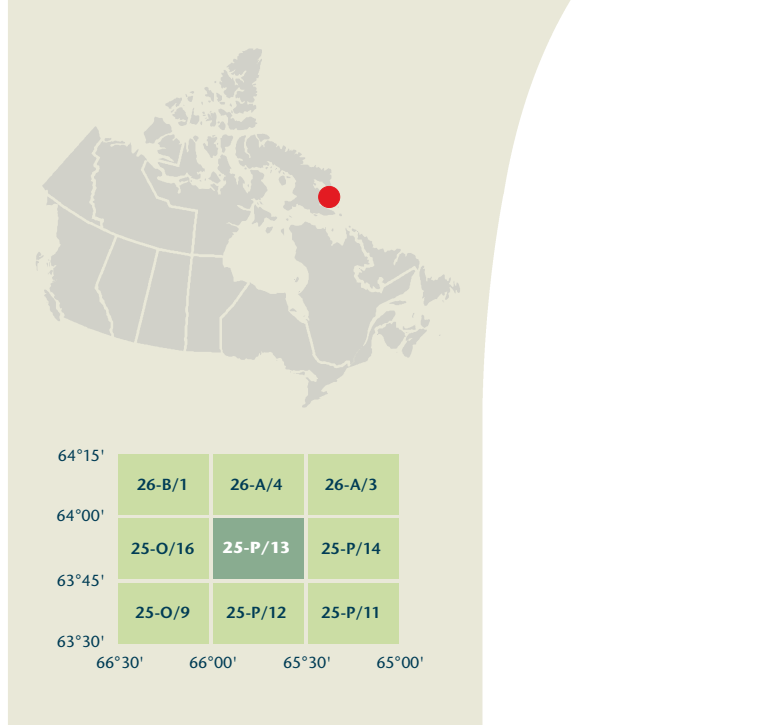 64°15'
26-B/1 26-A/4 26-A/3
64°00'
25-O/16 25-P/13 25-P/14
63°45'
25-O/9 25-P/12 25-P/11
63°30'
66°30' 66°00' 65°30' 65°00'